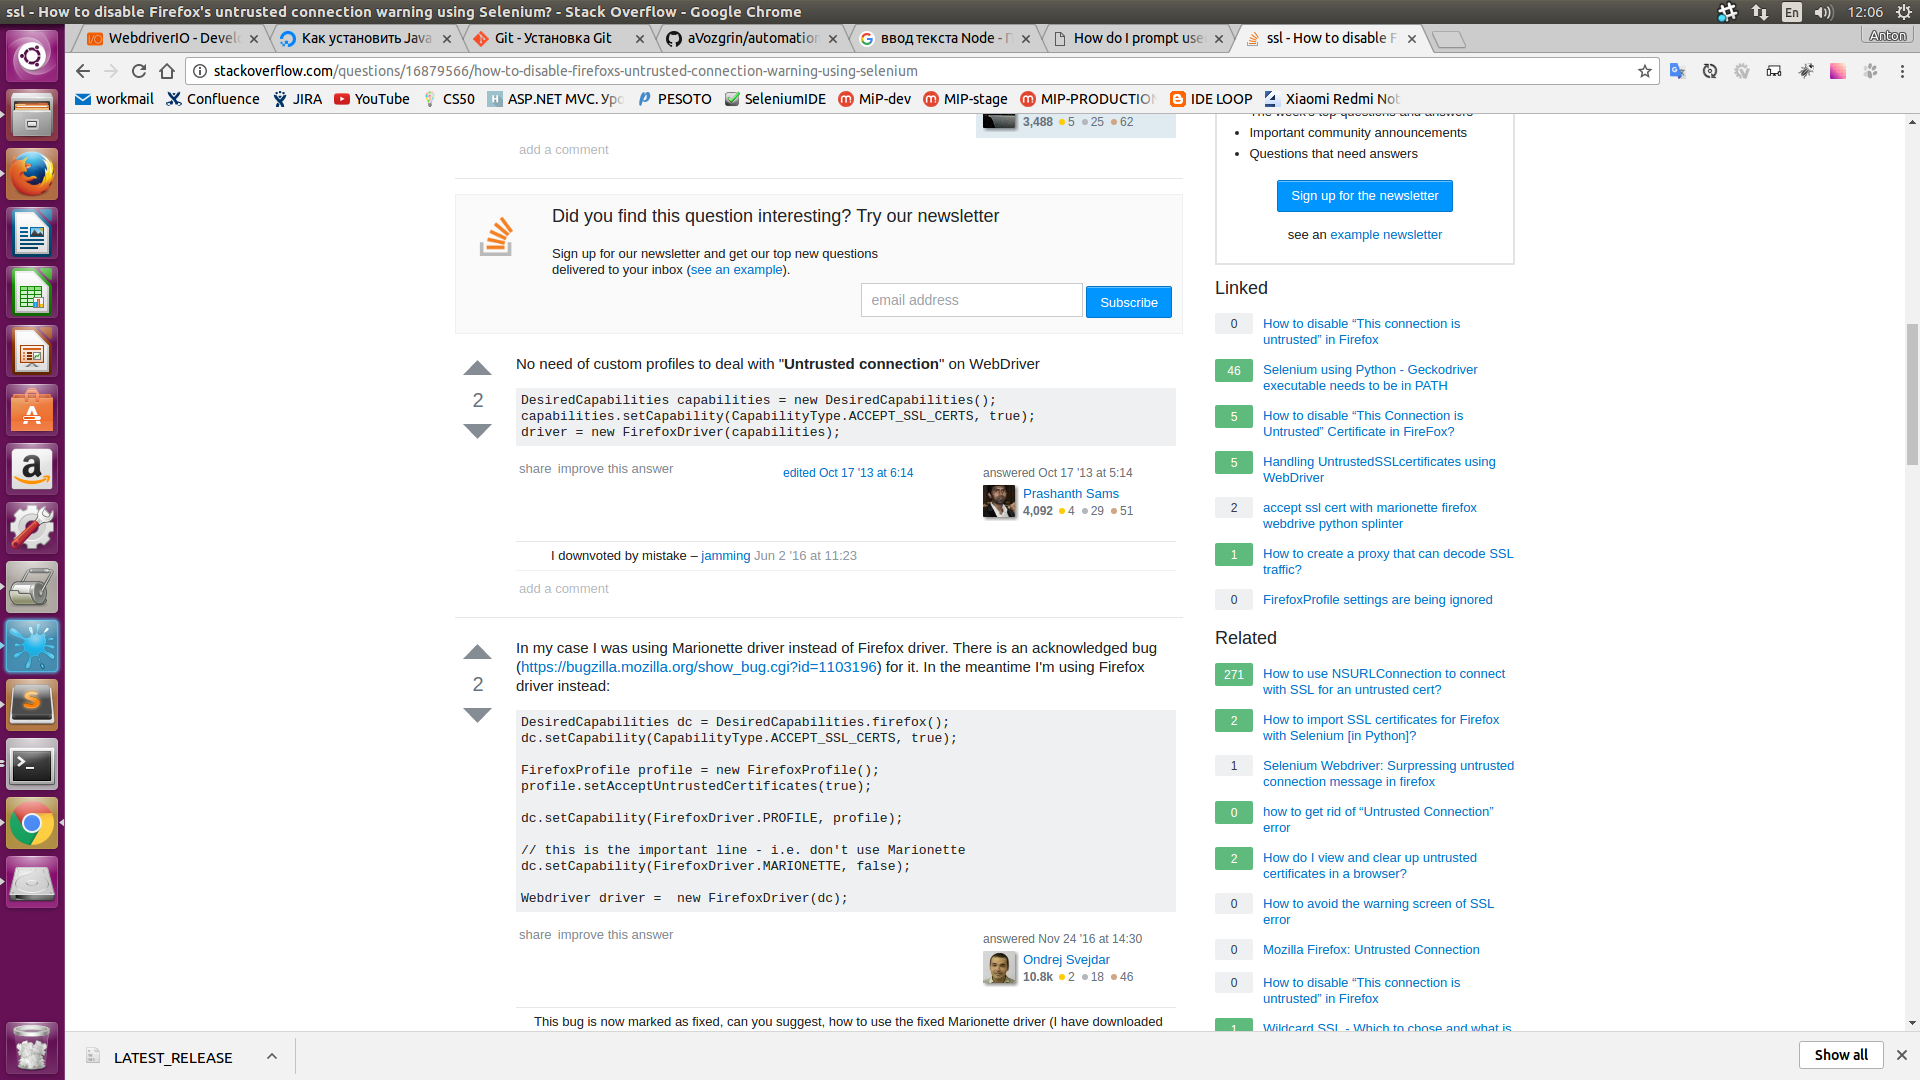 ssl - How to disable Firefox's untrusted connection warning using Selenium? - Stack Overflow - Google Chrome
En
12:06
WebdriverIO - Devel
Как установить Java
Git - Установка Git
aVozgrin/automation
ввод текста Node - П
How do I prompt use
ssl - How to disable F
Anton
stackoverflow.com/questions/16879566/how-to-disable-firefoxs-untrusted-connection-warning-using-selenium
workmail
Confluence
JIRA
YouTube
CS50
ASP.NET MVC. Уро
PESOTO
SeleniumIDE
MiP-dev
MIP-stage
MIP-PRODUCTION
IDE LOOP
Xiaomi Redmi Not
3,488 5 25 62
add a comment
Did you find this question interesting? Try our newsletter
Sign up for our newsletter and get our top new questions
delivered to your inbox (see an example).
email address
Subscribe
2
No need of custom profiles to deal with "Untrusted connection" on WebDriver
DesiredCapabilities capabilities = new DesiredCapabilities();
capabilities.setCapability(CapabilityType.ACCEPT_SSL_CERTS, true);
driver = new FirefoxDriver(capabilities);
share improve this answer
edited Oct 17 '13 at 6:14
answered Oct 17 '13 at 5:14
Prashanth Sams
4,092 4 29 51
I downvoted by mistake – jamming Jun 2 '16 at 11:23
add a comment
2
In my case I was using Marionette driver instead of Firefox driver. There is an acknowledged bug
(https://bugzilla.mozilla.org/show_bug.cgi?id=1103196) for it. In the meantime I'm using Firefox
driver instead:
DesiredCapabilities dc = DesiredCapabilities.firefox();
dc.setCapability(CapabilityType.ACCEPT_SSL_CERTS, true);
FirefoxProfile profile = new FirefoxProfile();
profile.setAcceptUntrustedCertificates(true);
dc.setCapability(FirefoxDriver.PROFILE, profile);
// this is the important line - i.e. don't use Marionette
dc.setCapability(FirefoxDriver.MARIONETTE, false);
Webdriver driver =  new FirefoxDriver(dc);
share improve this answer
answered Nov 24 '16 at 14:30
Ondrej Svejdar
10.8k 2 18 46
This bug is now marked as fixed, can you suggest, how to use the fixed Marionette driver (I have downloaded
The week's top questions and answers
Important community announcements
Questions that need answers
Sign up for the newsletter
see an example newsletter
Linked
0 How to disable “This connection is
untrusted” in Firefox
46 Selenium using Python - Geckodriver
executable needs to be in PATH
5 How to disable “This Connection is
Untrusted” Certificate in FireFox?
5 Handling UntrustedSSLcertificates using
WebDriver
2 accept ssl cert with marionette firefox
webdrive python splinter
1 How to create a proxy that can decode SSL
traffic?
0 FirefoxProfile settings are being ignored
Related
271 How to use NSURLConnection to connect
with SSL for an untrusted cert?
2 How to import SSL certificates for Firefox
with Selenium [in Python]?
1 Selenium Webdriver: Surpressing untrusted
connection message in firefox
0 how to get rid of “Untrusted Connection”
error
2 How do I view and clear up untrusted
certificates in a browser?
0 How to avoid the warning screen of SSL
error
0 Mozilla Firefox: Untrusted Connection
0 How to disable “This connection is
untrusted” in Firefox
1 Wildcard SSL - Which to chose and what is
LATEST_RELEASE
Show all